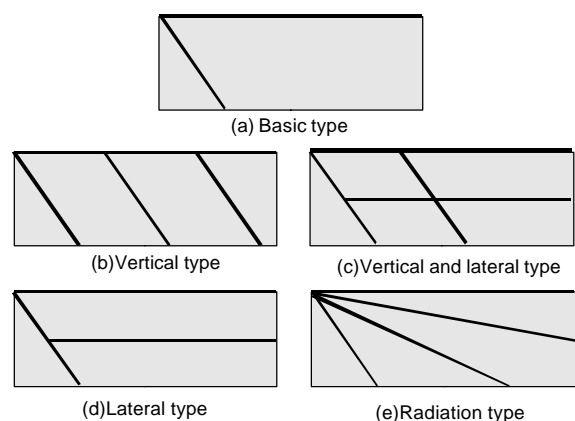 (a) Basic type
(b)Vertical type
(c)Vertical and lateral type
(d)Lateral type
(e)Radiation type